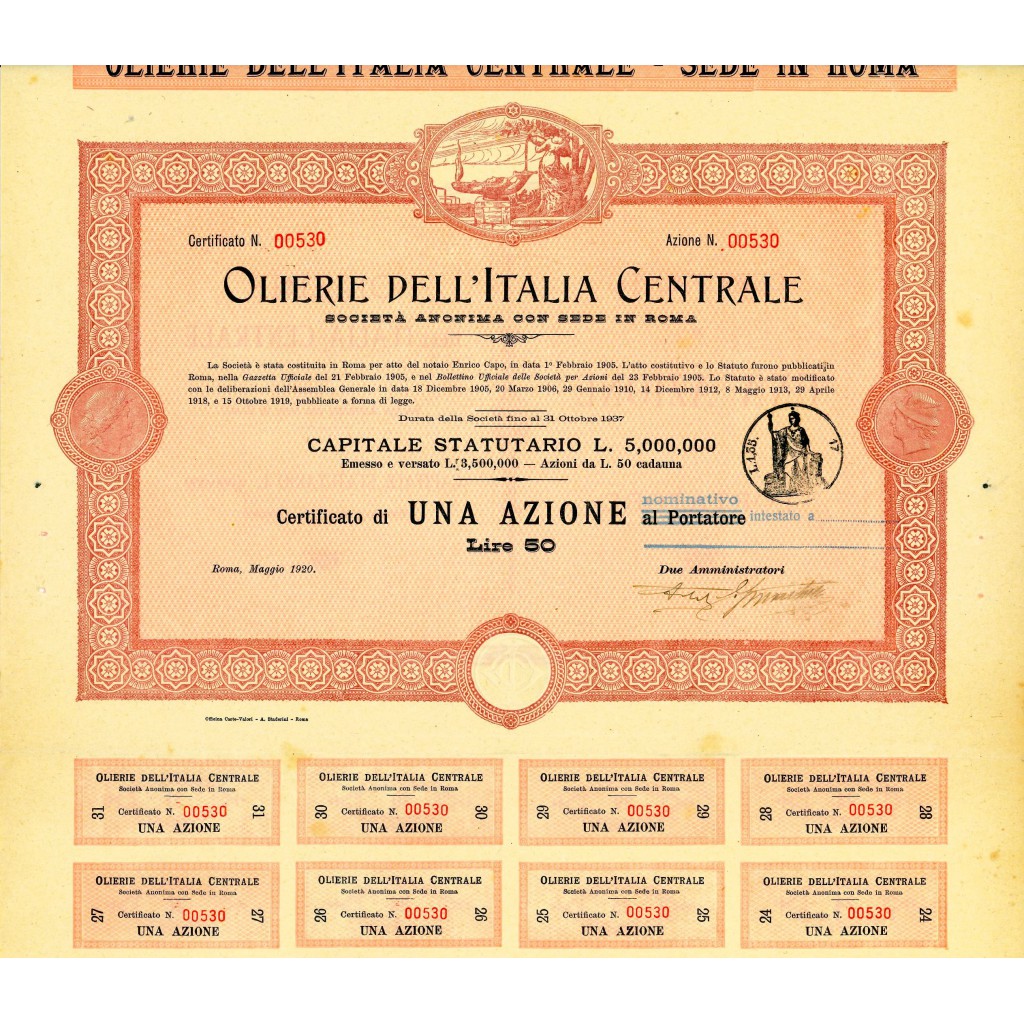 OLIERIE DELL'ITALIA CENTRALE - SEDE IN ROMA
Certificato N. 00530
Azione N. 00530
OLIERIE DELL'ITALIA CENTRALE
SOCIETÀ ANONIMA CON SEDE IN ROMA
La Società è stata costituita in Roma per atto del notaio Enrico Capo, in data 1º Febbraio 1905. L'atto costitutivo e lo Statuto furono pubblicati in
Roma, nella Gazzetta Ufficiale del 21 Febbraio 1905, e nel Bollettino Ufficiale delle Società per Azioni del 23 Febbraio 1905. Lo Statuto è stato modificato
con le deliberazioni dell'Assemblea Generale in data 18 Dicembre 1905, 20 Marzo 1906, 29 Gennaio 1910, 14 Dicembre 1912, 8 Maggio 1913, 29 Aprile
1918, e 15 Ottobre 1919, pubblicate a forma di legge.
Durata della Società fino al 31 Ottobre 1937
CAPITALE STATUTARIO L. 5,000,000
Emesso e versato L. 3,500,000 — Azioni da L. 50 cadauna
L.1.55. 17
nominativo
Certificato di UNA AZIONE al Portatore intestato a
Lire 50
Roma, Maggio 1920.
Due Amministratori
Officina Carte-Valori - A. Staderini - Roma
OLIERIE DELL'ITALIA CENTRALE
Società Anonima con Sede in Roma
31 Certificato N. 00530 31
UNA AZIONE
OLIERIE DELL'ITALIA CENTRALE
Società Anonima con Sede in Roma
30 Certificato N. 00530 30
UNA AZIONE
OLIERIE DELL'ITALIA CENTRALE
Società Anonima con Sede in Roma
29 Certificato N. 00530 29
UNA AZIONE
OLIERIE DELL'ITALIA CENTRALE
Società Anonima con Sede in Roma
28 Certificato N. 00530 28
UNA AZIONE
OLIERIE DELL'ITALIA CENTRALE
Società Anonima con Sede in Roma
27 Certificato N. 00530 27
UNA AZIONE
OLIERIE DELL'ITALIA CENTRALE
Società Anonima con Sede in Roma
26 Certificato N. 00530 26
UNA AZIONE
OLIERIE DELL'ITALIA CENTRALE
Società Anonima con Sede in Roma
25 Certificato N. 00530 25
UNA AZIONE
OLIERIE DELL'ITALIA CENTRALE
Società Anonima con Sede in Roma
24 Certificato N. 00530 24
UNA AZIONE